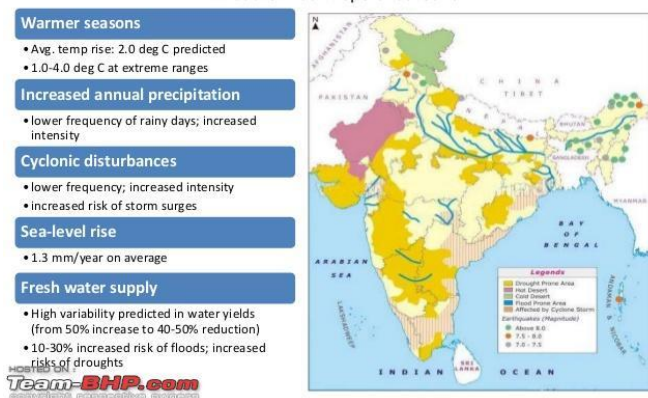 Warmer seasons
• Avg. temp rise: 2.0 deg C predicted
• 1.0-4.0 deg C at extreme ranges
Increased annual precipitation
• lower frequency of rainy days; increased
intensity
Cyclonic disturbances
• lower frequency; increased intensity
• increased risk of storm surges
Sea-level rise
• 1.3 mm/year on average
Fresh water supply
• High variability predicted in water yields
(from 50% increase to 40-50% reduction)
• 10-30% increased risk of floods; increased
risks of droughts
HOSTED ON :
Team-BHP.com
copyright respective owners
N
AFGHANISTAN
CHINA
TIBET
PAKISTAN
NEPAL
BHUTAN
BANGLADESH
MYANMAR
BAY
OF
BENGAL
ARABIAN
SEA
LAKSHADWEEP
ANDAMAN & NICOBAR
SRI
LANKA
INDIAN OCEAN
Legends
Drought Prone Area
Hot Desert
Cold Desert
Flood Prone Area
Affected by Cyclone Storm
Earthquakes (Magnitude)
Above 8.0
7.5 - 8.0
7.0 - 7.5